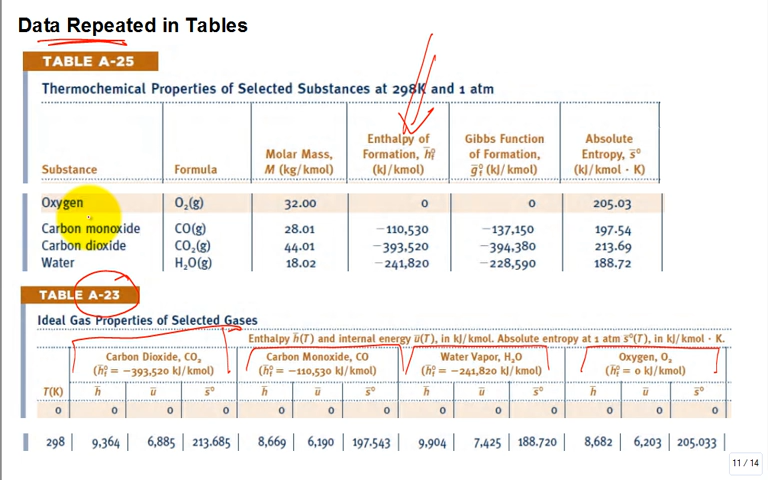 Data Repeated in Tables
TABLE A-25
Thermochemical Properties of Selected Substances at 298K and 1 atm
Substance Formula Molar Mass, M (kg/kmol) Enthalpy of Formation, h̄°f (kJ/kmol) Gibbs Function of Formation, ḡ°f (kJ/kmol) Absolute Entropy, s̄° (kJ/kmol · K)
Oxygen O₂(g) 32.00 0 0 205.03
Carbon monoxide CO(g) 28.01 −110,530 −137,150 197.54
Carbon dioxide CO₂(g) 44.01 −393,520 −394,380 213.69
Water H₂O(g) 18.02 −241,820 −228,590 188.72
TABLE A-23
Ideal Gas Properties of Selected Gases
Enthalpy h̄(T) and internal energy ū(T), in kJ/kmol. Absolute entropy at 1 atm s̄°(T), in kJ/kmol · K.
Carbon Dioxide, CO₂ Carbon Monoxide, CO Water Vapor, H₂O Oxygen, O₂
(h̄°f = −393,520 kJ/kmol) (h̄°f = −110,530 kJ/kmol) (h̄°f = −241,820 kJ/kmol) (h̄°f = 0 kJ/kmol)
T(K) h̄ ū s̄° h̄ ū s̄° h̄ ū s̄° h̄ ū s̄°
0 0 0 0 0 0 0 0 0 0 0 0 0
298 9,364 6,885 213.685 8,669 6,190 197.543 9,904 7,425 188.720 8,682 6,203 205.033
11 / 14